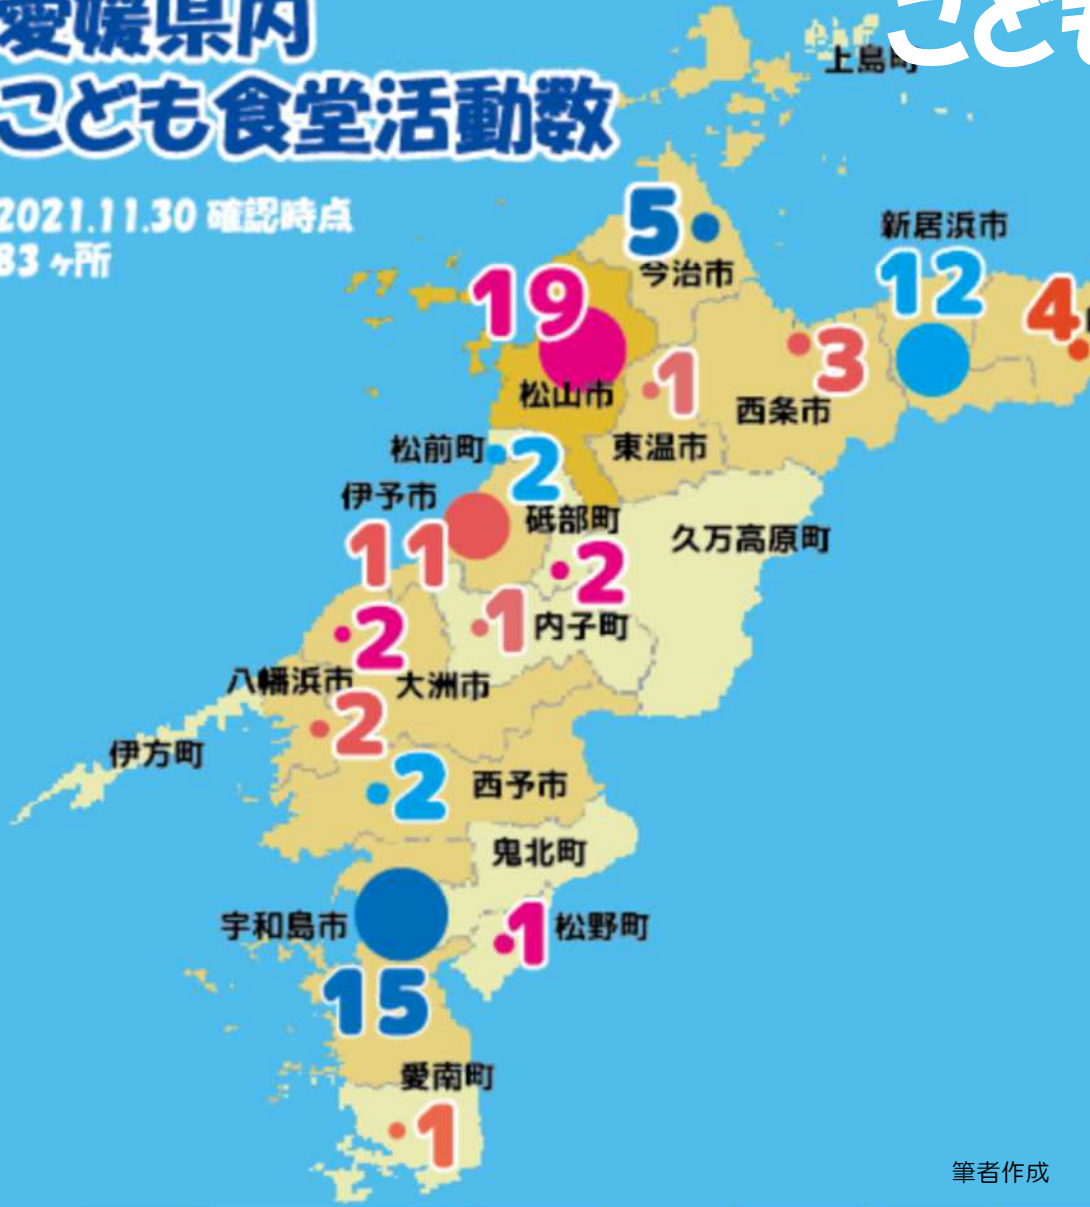 愛媛県内
こども食堂活動数
2021.11.30 確認時点
83 ヶ所
こども
上島町
5
今治市
新居浜市
12
4
19
松山市
1
3
東温市
西条市
松前町
2
伊予市
11
砥部町
2
久万高原町
1
内子町
2
八幡浜市
大洲市
2
伊方町
2
西予市
鬼北町
宇和島市
1
松野町
15
愛南町
1
筆者作成